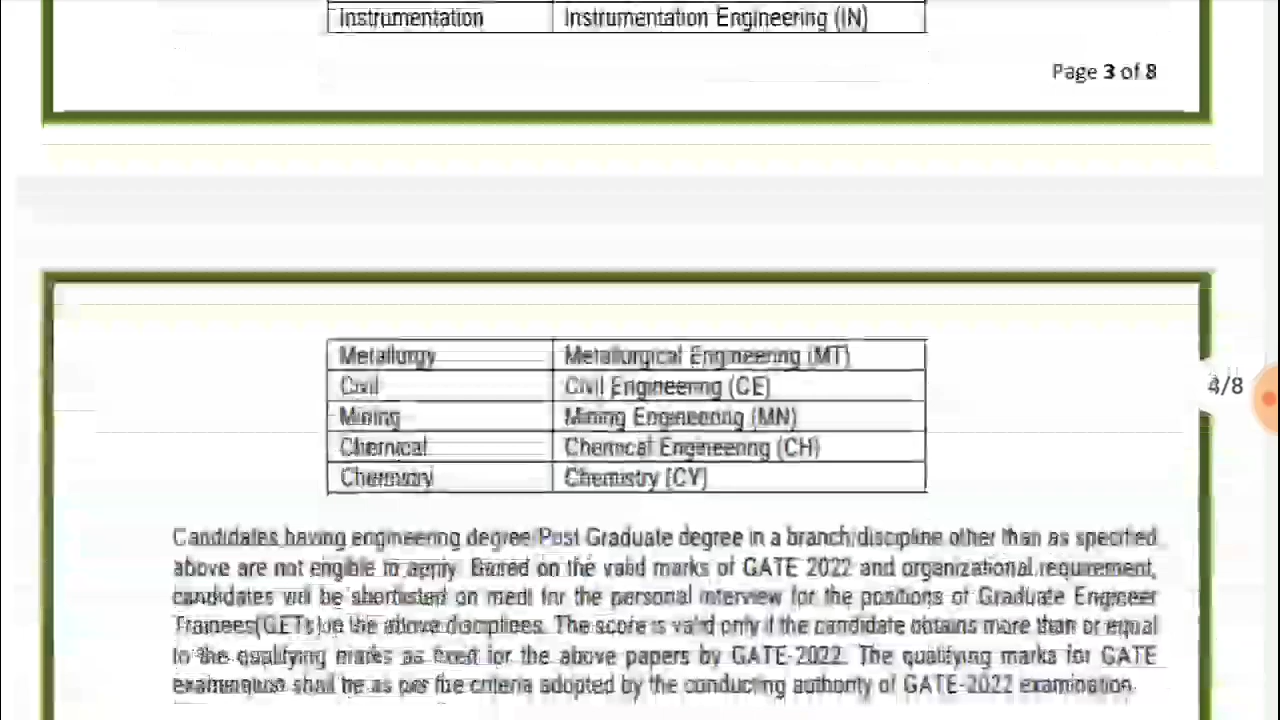 Instrumentation Instrumentation Engineering (IN)
Page 3 of 8
4/8
Metallurgy Metallurgical Engineering (MT)
Civil Civil Engineering (CE)
Mining Mining Engineering (MN)
Chemical Chemical Engineering (CH)
Chemistry Chemistry (CY)
Candidates having engineering degree/Post Graduate degree in a branch/discipline other than as specified
above are not eligible to apply. Based on the valid marks of GATE 2022 and organizational requirement,
candidates will be shortlisted on merit for the personal interview for the positions of Graduate Engineer
Trainees(GETs) in the above disciplines. The score is valid only if the candidate obtains more than or equal
to the qualifying marks as fixed for the above papers by GATE-2022. The qualifying marks for GATE
examination shall be as per the criteria adopted by the conducting authority of GATE-2022 examination.